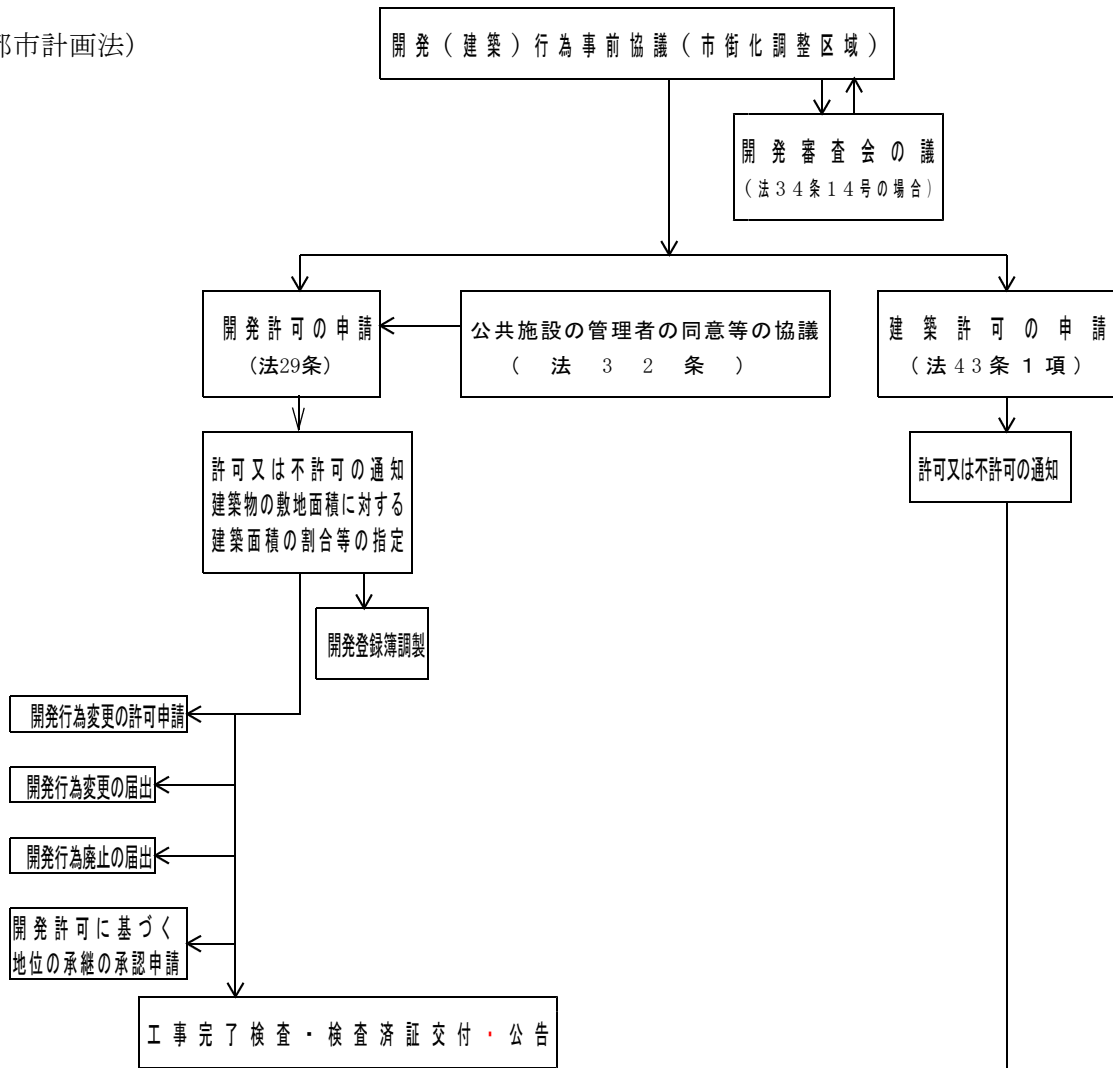 都市計画法）
開発（建築）行為事前協議（市街化調整区域）
開発審査会の議
（法３４条１４号の場合）
開発許可の申請
（法29条）
公共施設の管理者の同意等の協議
（法３２条）
建築許可の申請
（法４３条１項）
許可又は不許可の通知
建築物の敷地面積に対する
建築面積の割合等の指定
許可又は不許可の通知
開発登録簿調製
開発行為変更の許可申請
開発行為変更の届出
開発行為廃止の届出
開発許可に基づく
地位の承継の承認申請
工事完了検査・検査済証交付・公告